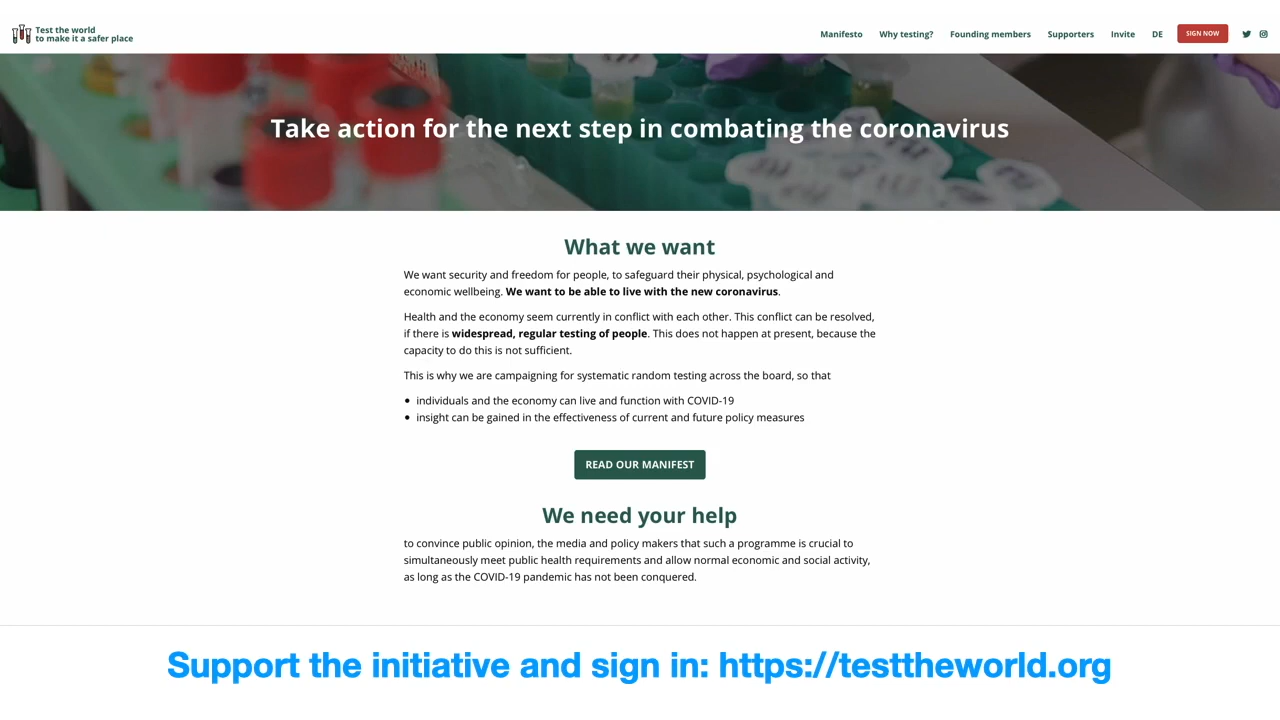 Test the world
to make it a safer place
Manifesto Why testing? Founding members Supporters Invite DE SIGN NOW
Take action for the next step in combating the coronavirus
What we want
We want security and freedom for people, to safeguard their physical, psychological and
economic wellbeing. We want to be able to live with the new coronavirus.
Health and the economy seem currently in conflict with each other. This conflict can be resolved,
if there is widespread, regular testing of people. This does not happen at present, because the
capacity to do this is not sufficient.
This is why we are campaigning for systematic random testing across the board, so that
• individuals and the economy can live and function with COVID-19
• insight can be gained in the effectiveness of current and future policy measures
READ OUR MANIFEST
We need your help
to convince public opinion, the media and policy makers that such a programme is crucial to
simultaneously meet public health requirements and allow normal economic and social activity,
as long as the COVID-19 pandemic has not been conquered.
Support the initiative and sign in: https://testtheworld.org